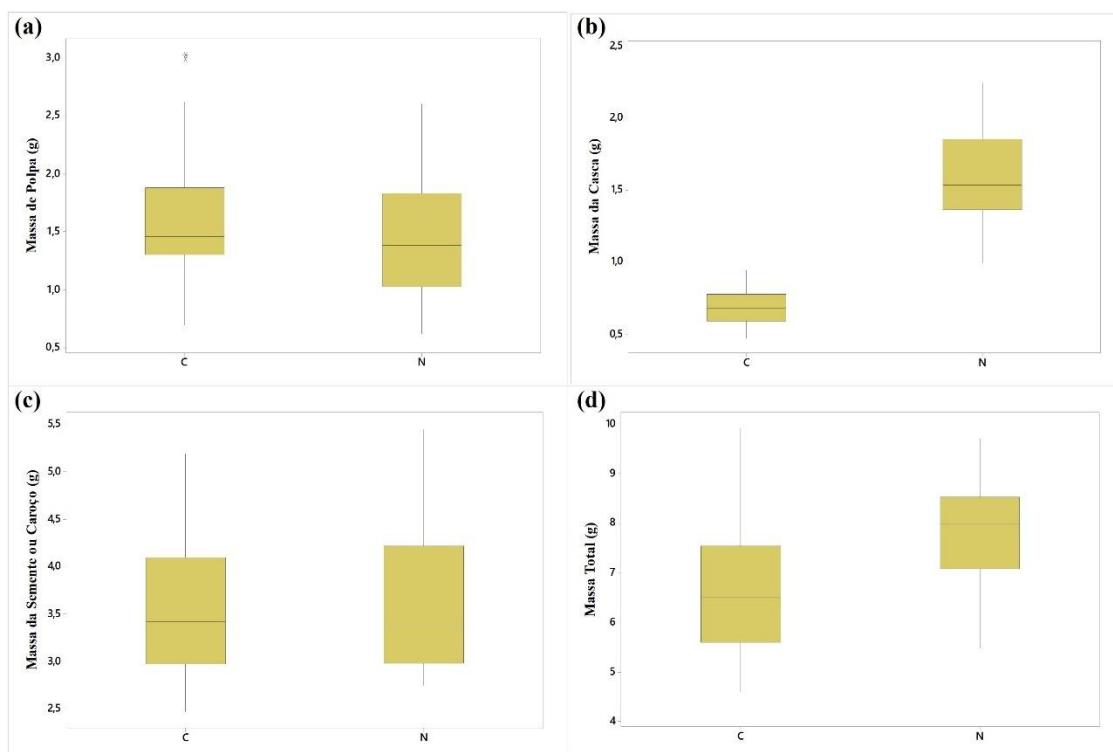 (a)
Massa de Polpa (g)
3,0
2,5
2,0
1,5
1,0
0,5
C N
(b)
Massa da Casca (g)
2,5
2,0
1,5
1,0
0,5
C N
(c)
Massa da Semente ou Caroço (g)
5,5
5,0
4,5
4,0
3,5
3,0
2,5
C N
(d)
Massa Total (g)
10
9
8
7
6
5
4
C N